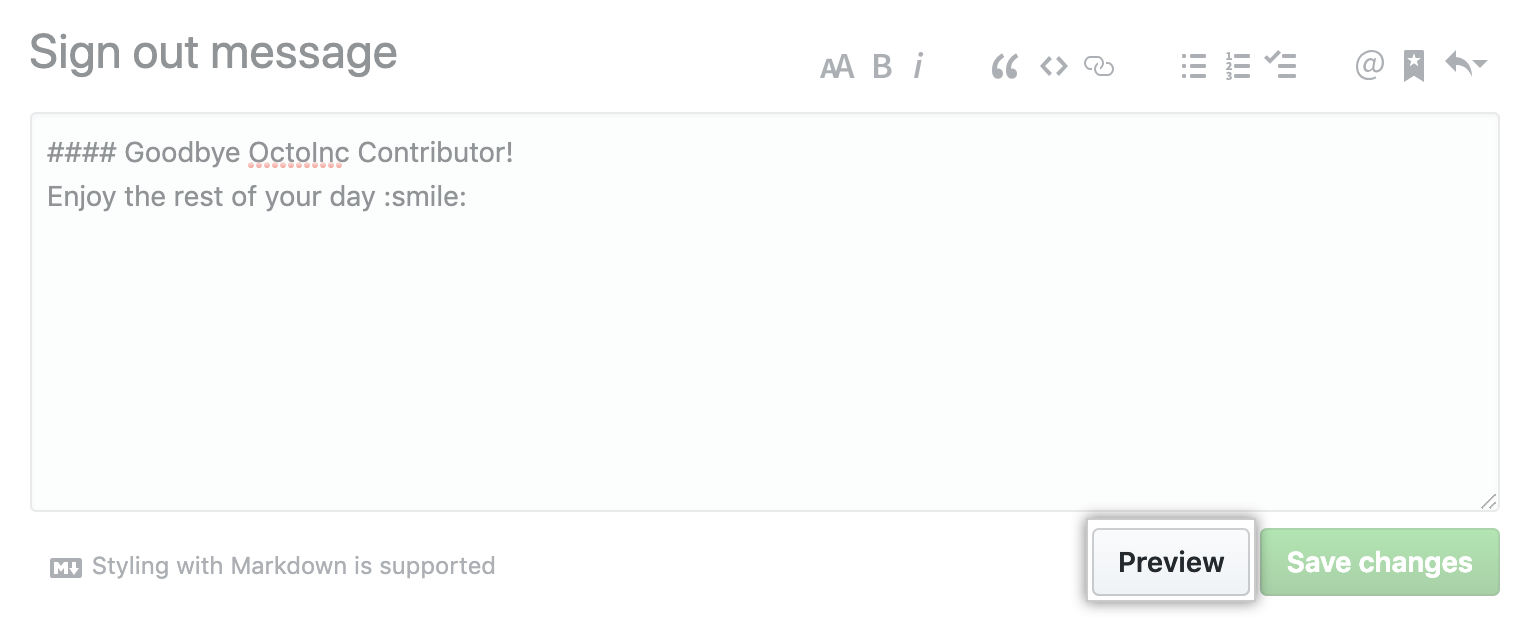 Sign out message
AA B i
@
#### Goodbye OctoInc Contributor!
Enjoy the rest of your day :smile:
M Styling with Markdown is supported
Preview
Save changes